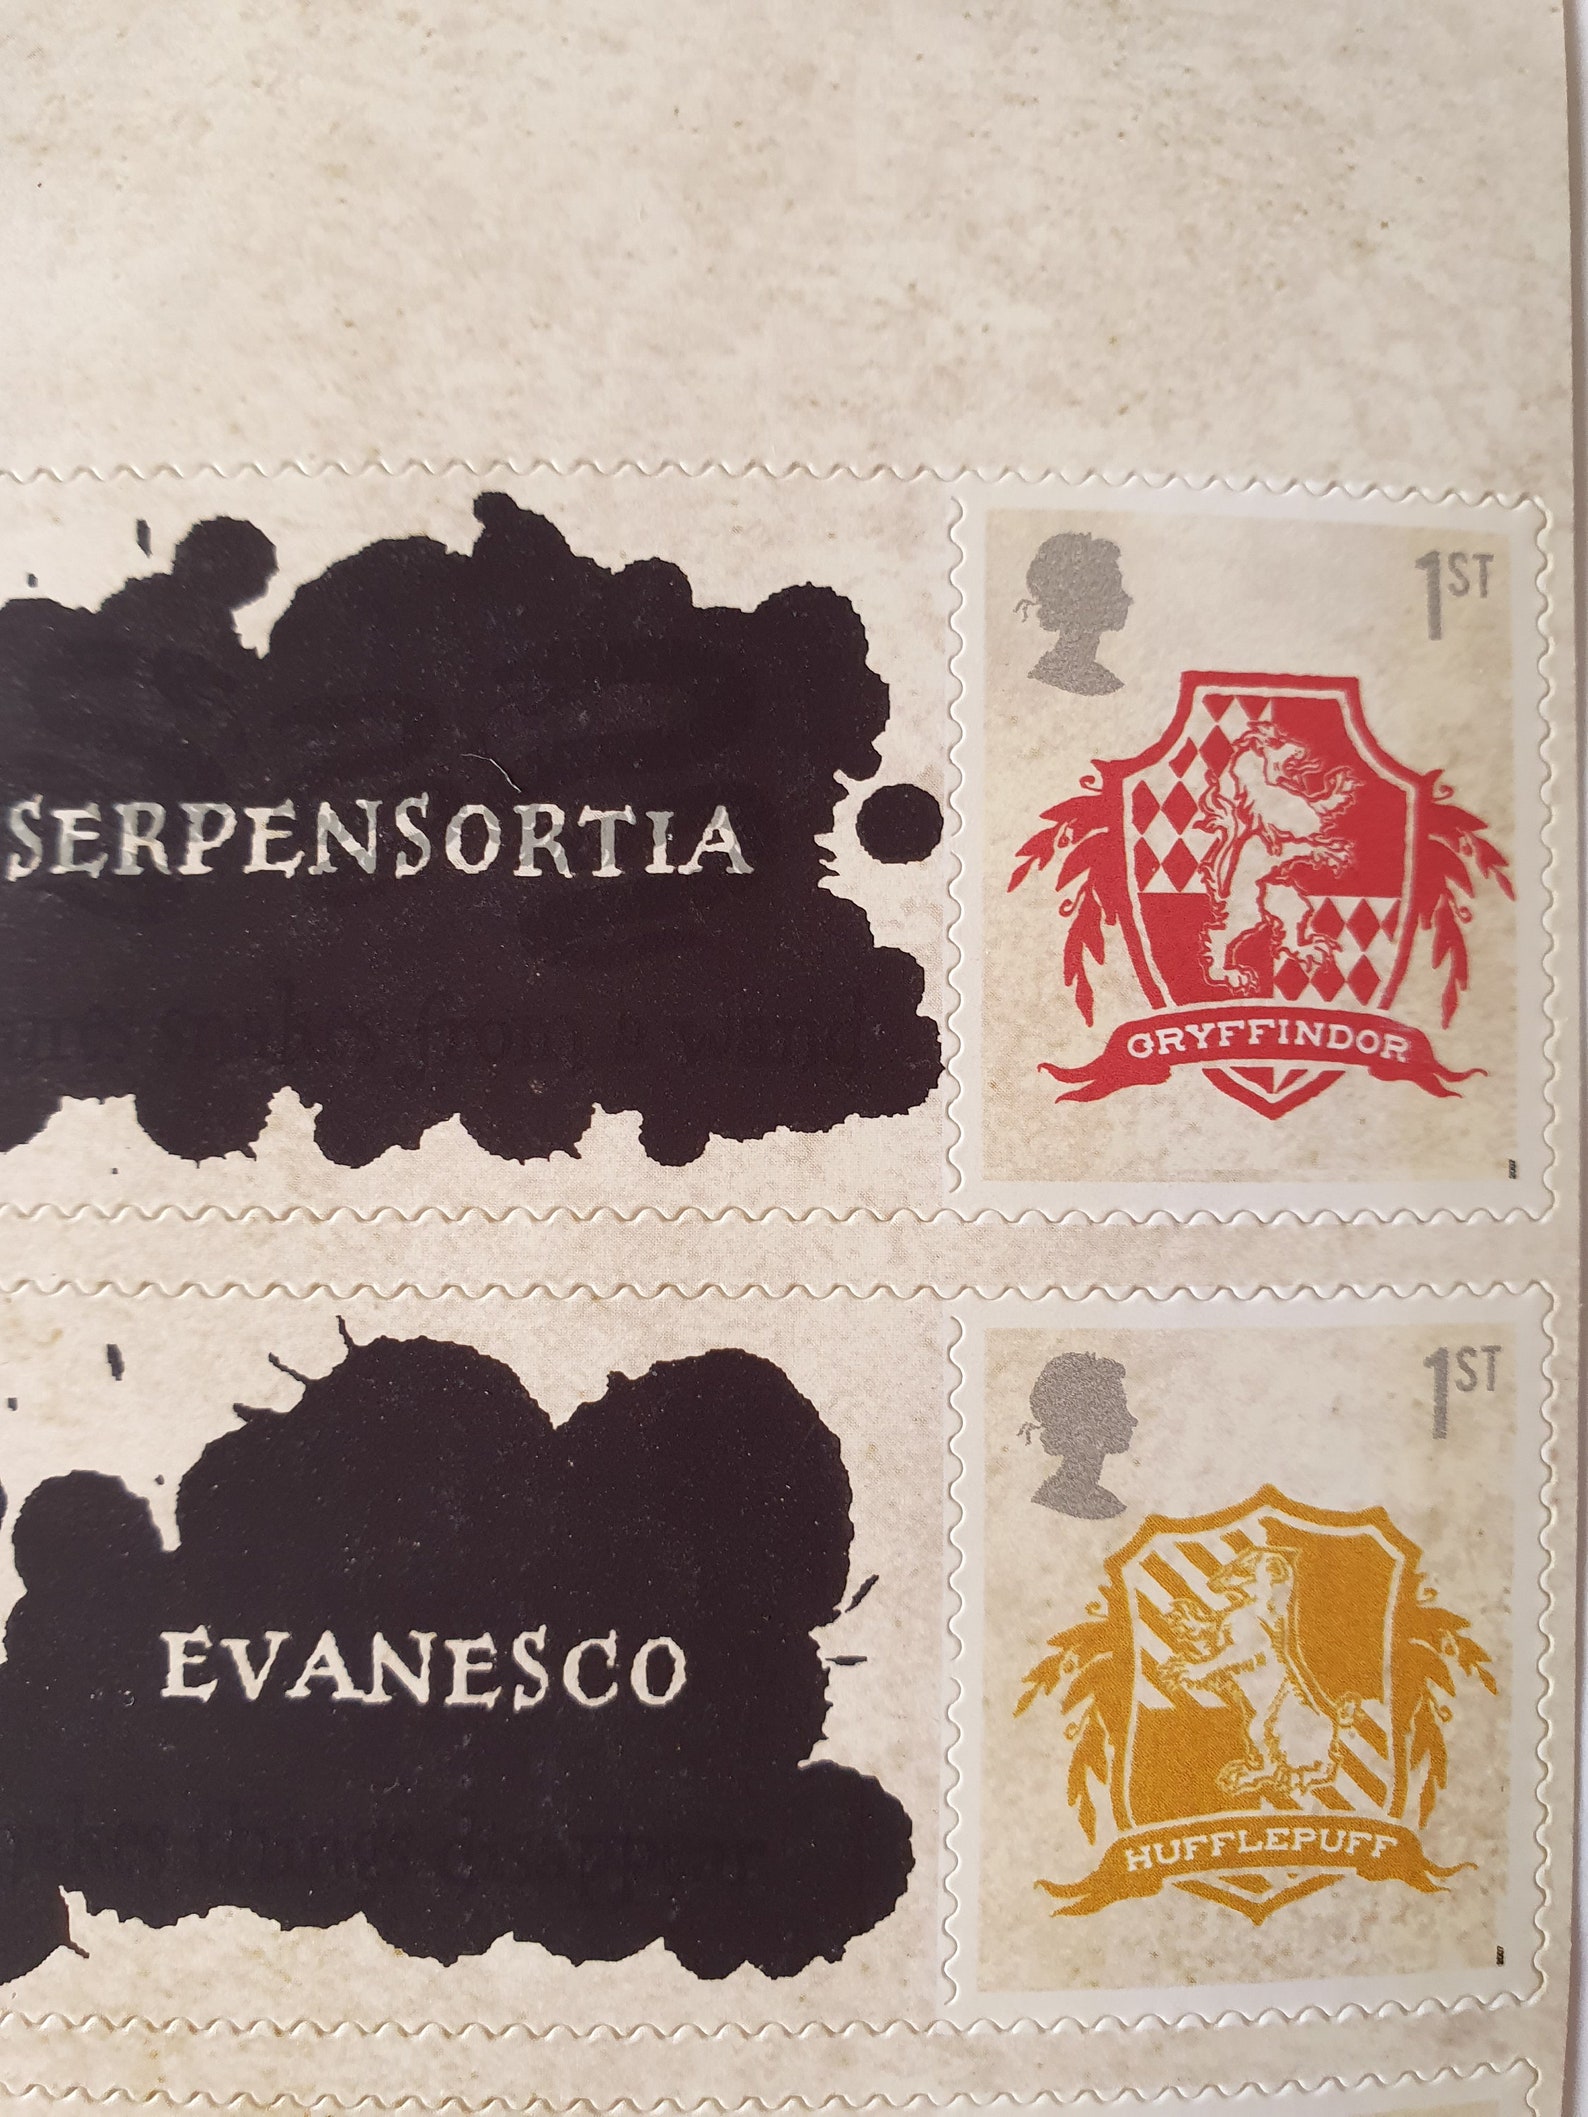 1ST
SERPENSORTIA
GRYFFINDOR
1ST
EVANESCO
HUFFLEPUFF